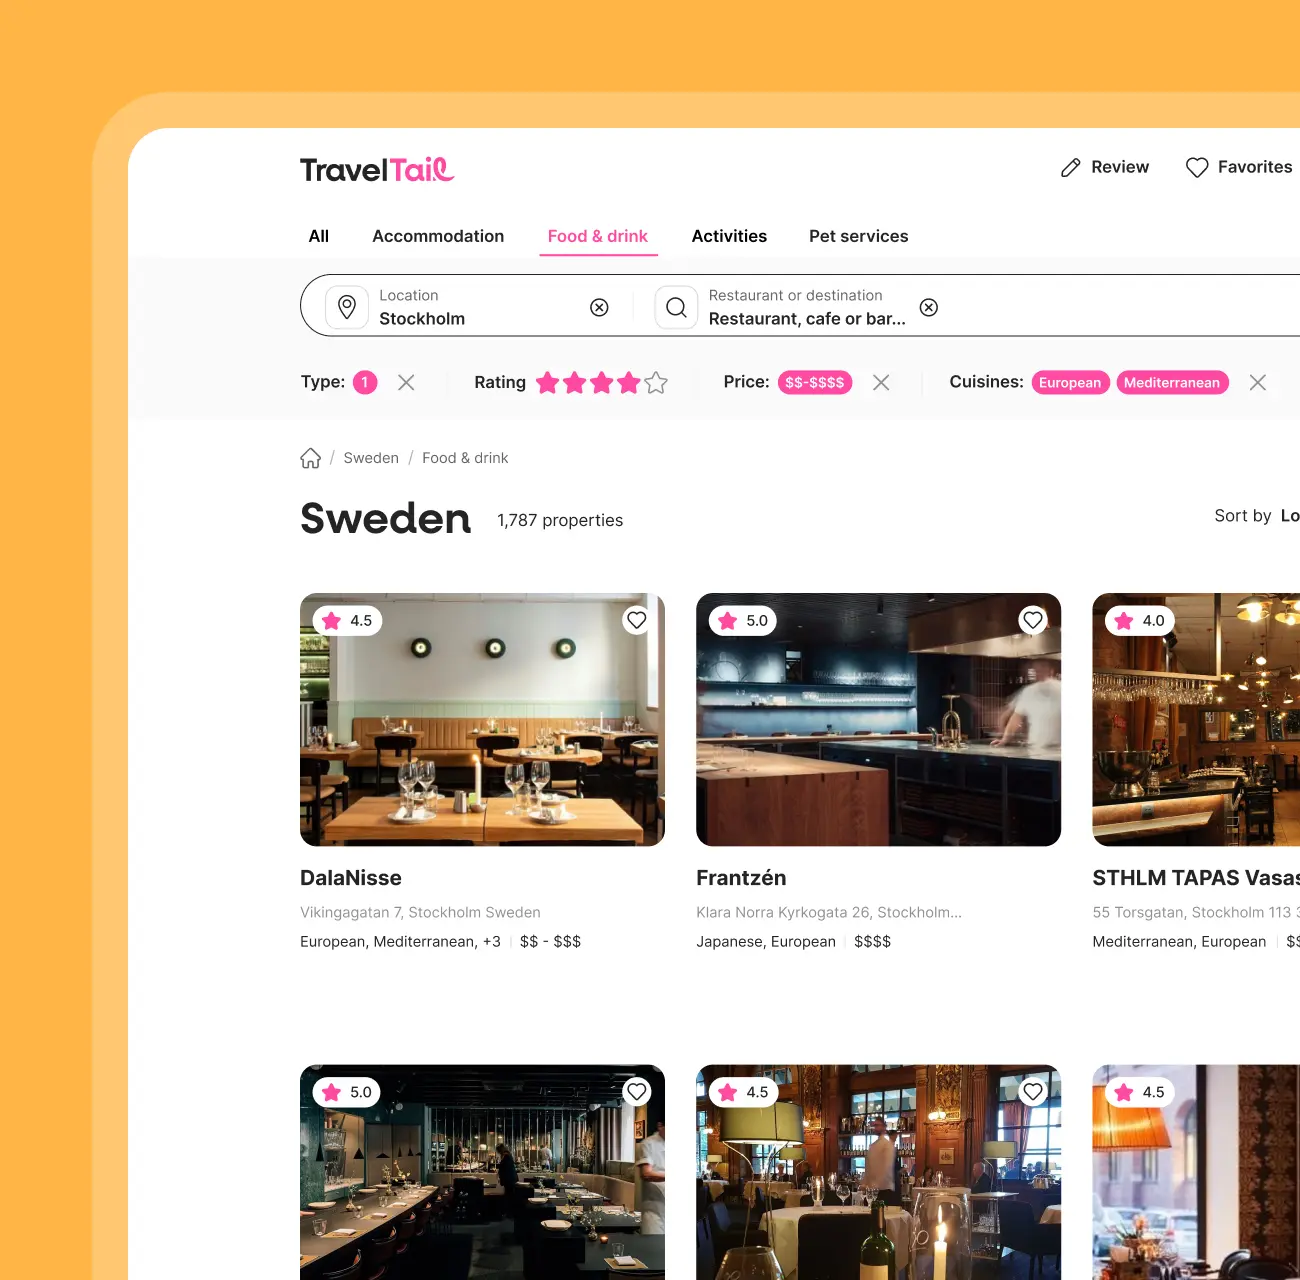 TravelTail
Review
Favorites
All
Accommodation
Food & drink
Activities
Pet services
Location
Stockholm
Restaurant or destination
Restaurant, cafe or bar...
Type: 1
Rating
Price: $$-$$$$
Cuisines: European Mediterranean
/ Sweden / Food & drink
Sweden
1,787 properties
Sort by Lo
4.5
5.0
4.0
DalaNisse
Vikingagatan 7, Stockholm Sweden
European, Mediterranean, +3 | $$ - $$$
Frantzén
Klara Norra Kyrkogata 26, Stockholm...
Japanese, European | $$$$
STHLM TAPAS Vasas
55 Torsgatan, Stockholm 113
Mediterranean, European | $$
5.0
4.5
4.5